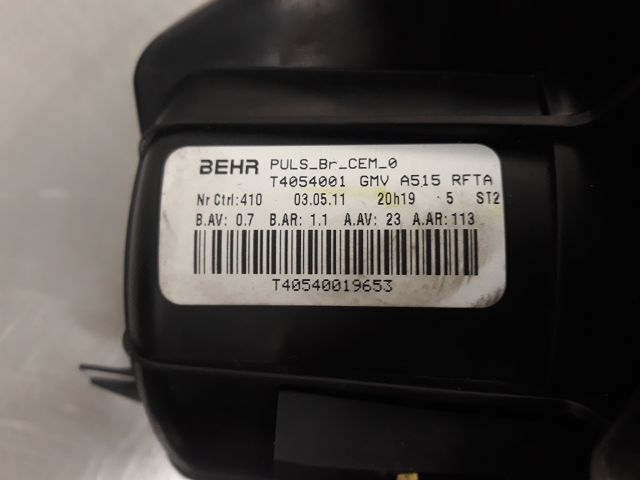 BEHR PULS_Br_CEM_0
T4054001 GMV A515 RFTA
Nr Ctrl:410 03.05.11 20h19 5 ST2
B.AV: 0.7 B.AR: 1.1 A.AV: 23 A.AR: 113
T40540019653